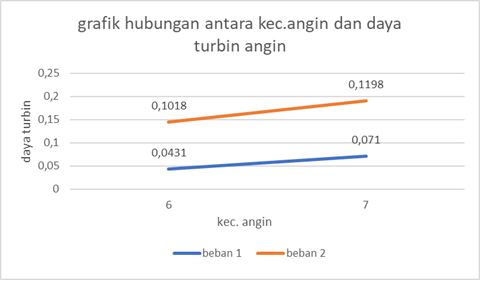 grafik hubungan antara kec.angin dan daya
turbin angin
0,25
0,2
0,15
0,1
0,05
0
daya turbin
0,1018
0,1198
0,0431
0,071
6
7
kec. angin
beban 1
beban 2